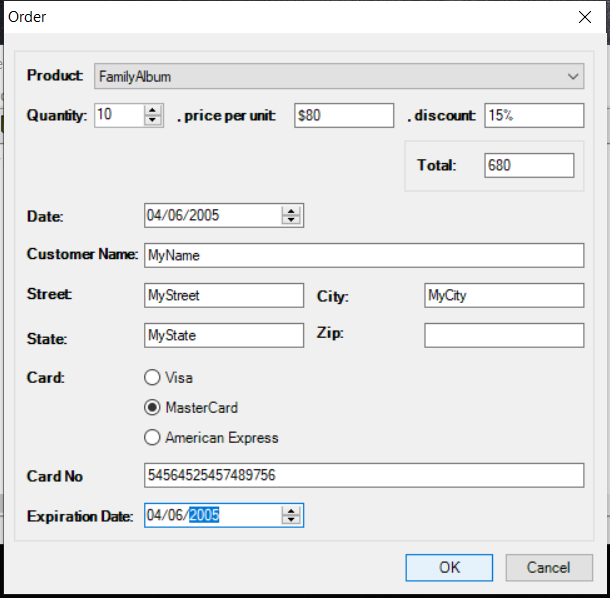 Order
Product: FamilyAlbum
Quantity: 10 . price per unit: $80 . discount: 15%
Total: 680
Date: 04/06/2005
Customer Name: MyName
Street: MyStreet City: MyCity
State: MyState Zip:
Card: Visa
MasterCard
American Express
Card No 54564525457489756
Expiration Date: 04/06/2005
OK Cancel